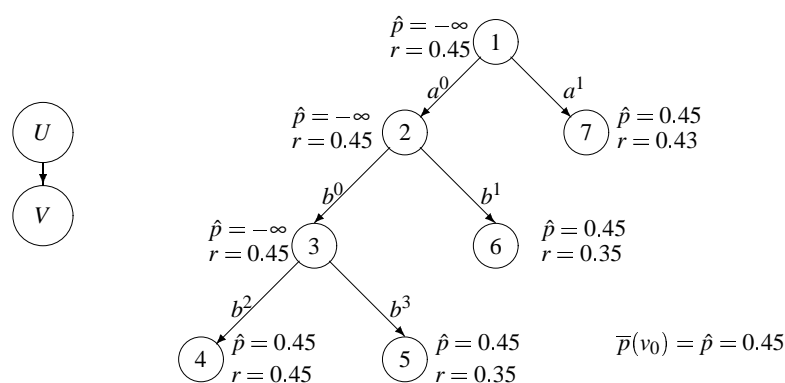 p̂ = −∞
r = 0.45
1
a⁰
a¹
U
p̂ = −∞
r = 0.45
2
7
p̂ = 0.45
r = 0.43
V
b⁰
b¹
p̂ = −∞
r = 0.45
3
6
p̂ = 0.45
r = 0.35
b²
b³
4
p̂ = 0.45
r = 0.45
5
p̂ = 0.45
r = 0.35
p̅(v₀) = p̂ = 0.45